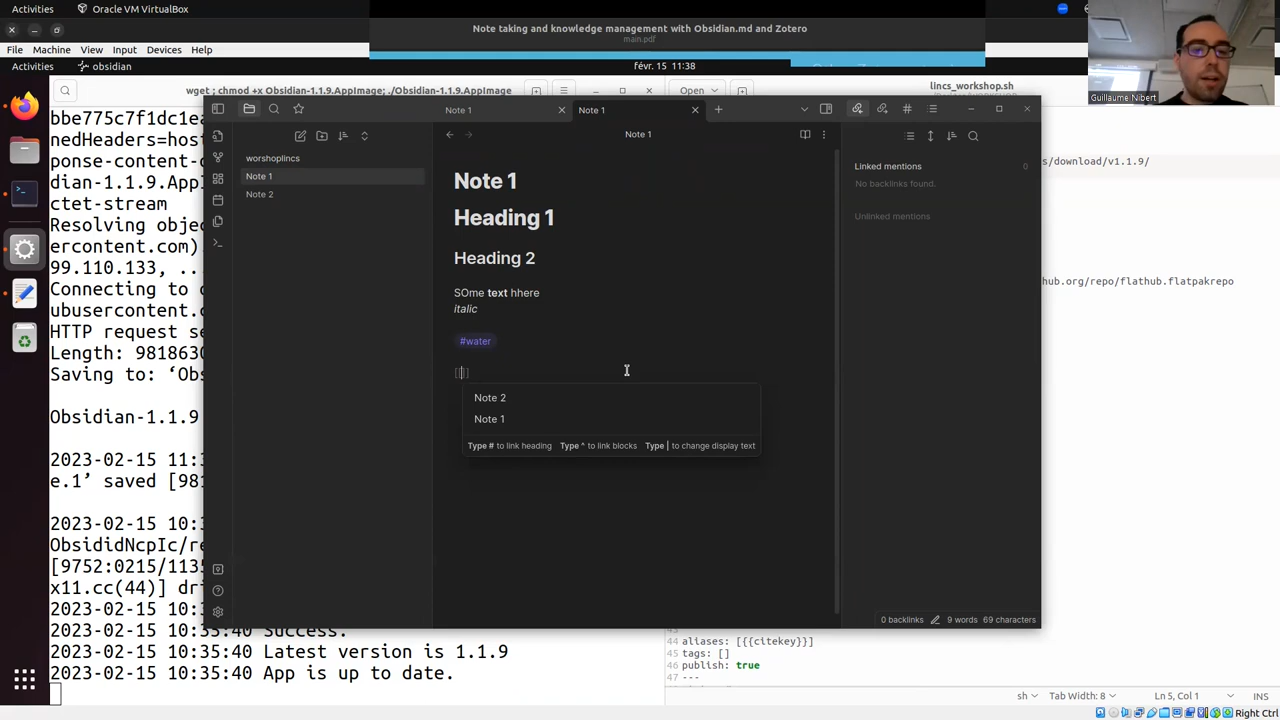 Activities
Oracle VM VirtualBox
Note taking and knowledge management with Obsidian.md and Zotero
main.pdf
File Machine View Input Devices Help
Activities
obsidian
févr. 15 11:38
Guillaume Nibert
wget ; chmod +x Obsidian-1.1.9.AppImage; ./Obsidian-1.1.9.AppImage
Open
lincs_workshop.sh
bbe775c7f1dc1ea
nedHeaders=host
ponse-content-d
dian-1.1.9.AppI
ctet-stream
Resolving objec
ercontent.com)
99.110.133, ...
Connecting to o
ubusercontent.c
HTTP request se
Length: 9818630
Saving to: ‘Obs
Obsidian-1.1.9
2023-02-15 11:3
e.1’ saved [981
2023-02-15 10:3
ObsididNcpIc/re
[9752:0215/1135
x11.cc(44)] dri
2023-02-15 10:3
2023-02-15 10:35:40 Success.
2023-02-15 10:35:40 Latest version is 1.1.9
2023-02-15 10:35:40 App is up to date.
worshoplincs
Note 1
Note 2
Note 1
Note 1
Note 1
Note 1
Heading 1
Heading 2
SOme text hhere
italic
#water
[[]]
Note 2
Note 1
Type # to link heading Type ^ to link blocks Type | to change display text
Linked mentions 0
No backlinks found.
Unlinked mentions
0 backlinks 9 words 69 characters
s/download/v1.1.9/
hub.org/repo/flathub.flatpakrepo
44 aliases: [{{citekey}}]
45 tags: []
46 publish: true
47 ---
sh Tab Width: 8 Ln 5, Col 1 INS
Right Ctrl